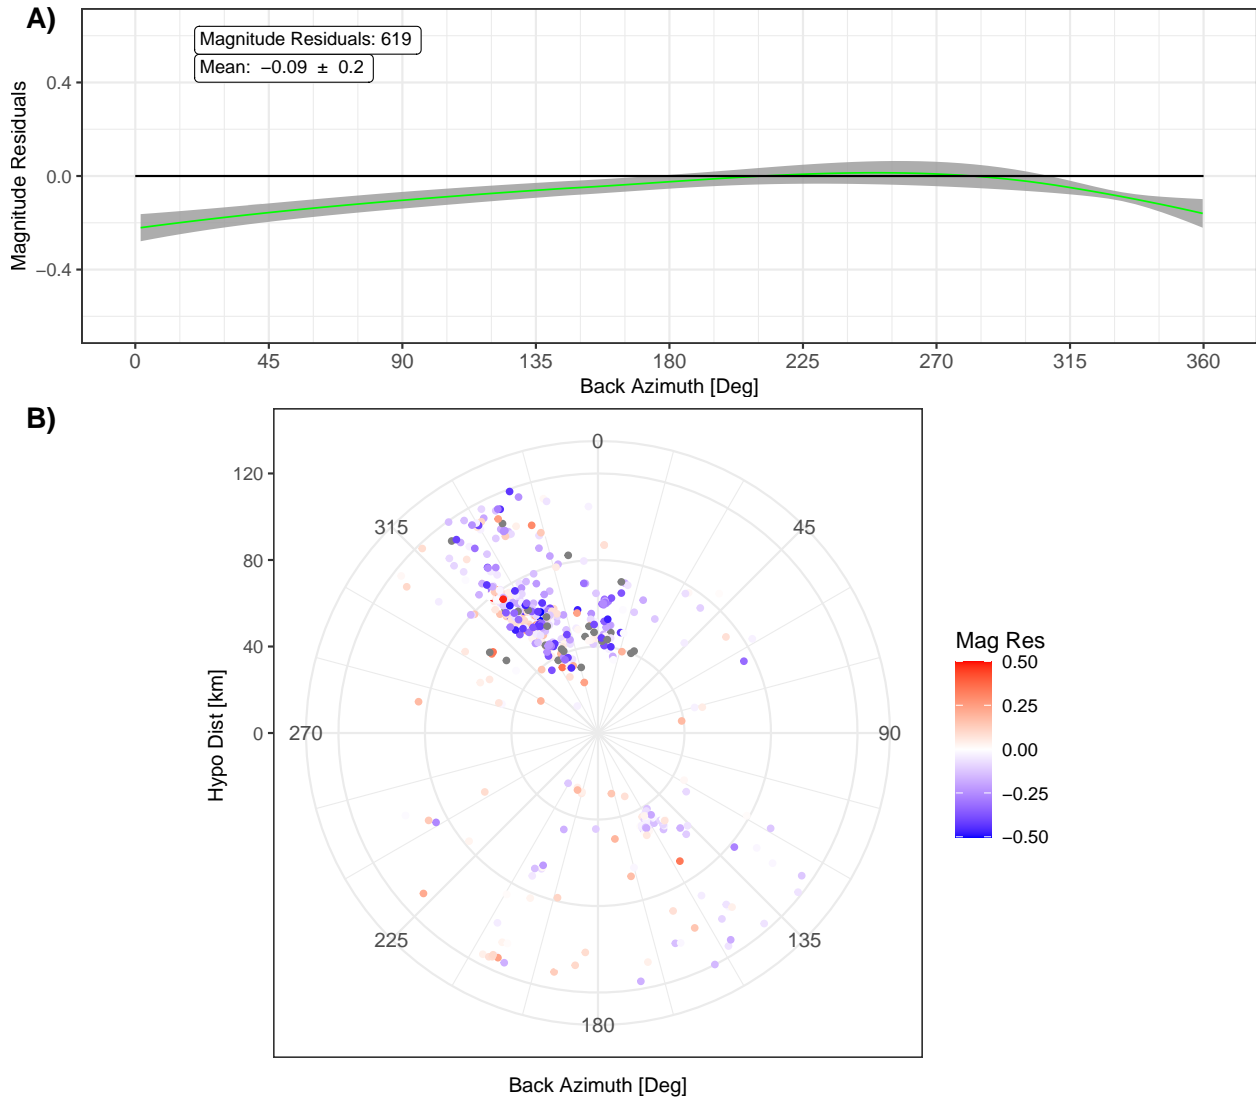 A)
Magnitude Residuals: 619
Mean: −0.09 ± 0.2
Magnitude Residuals
0.4
0.0
−0.4
0 45 90 135 180 225 270 315 360
Back Azimuth [Deg]
B)
Hypo Dist [km]
120
80
40
0
0
45
90
135
180
225
270
315
Back Azimuth [Deg]
Mag Res
0.50
0.25
0.00
−0.25
−0.50